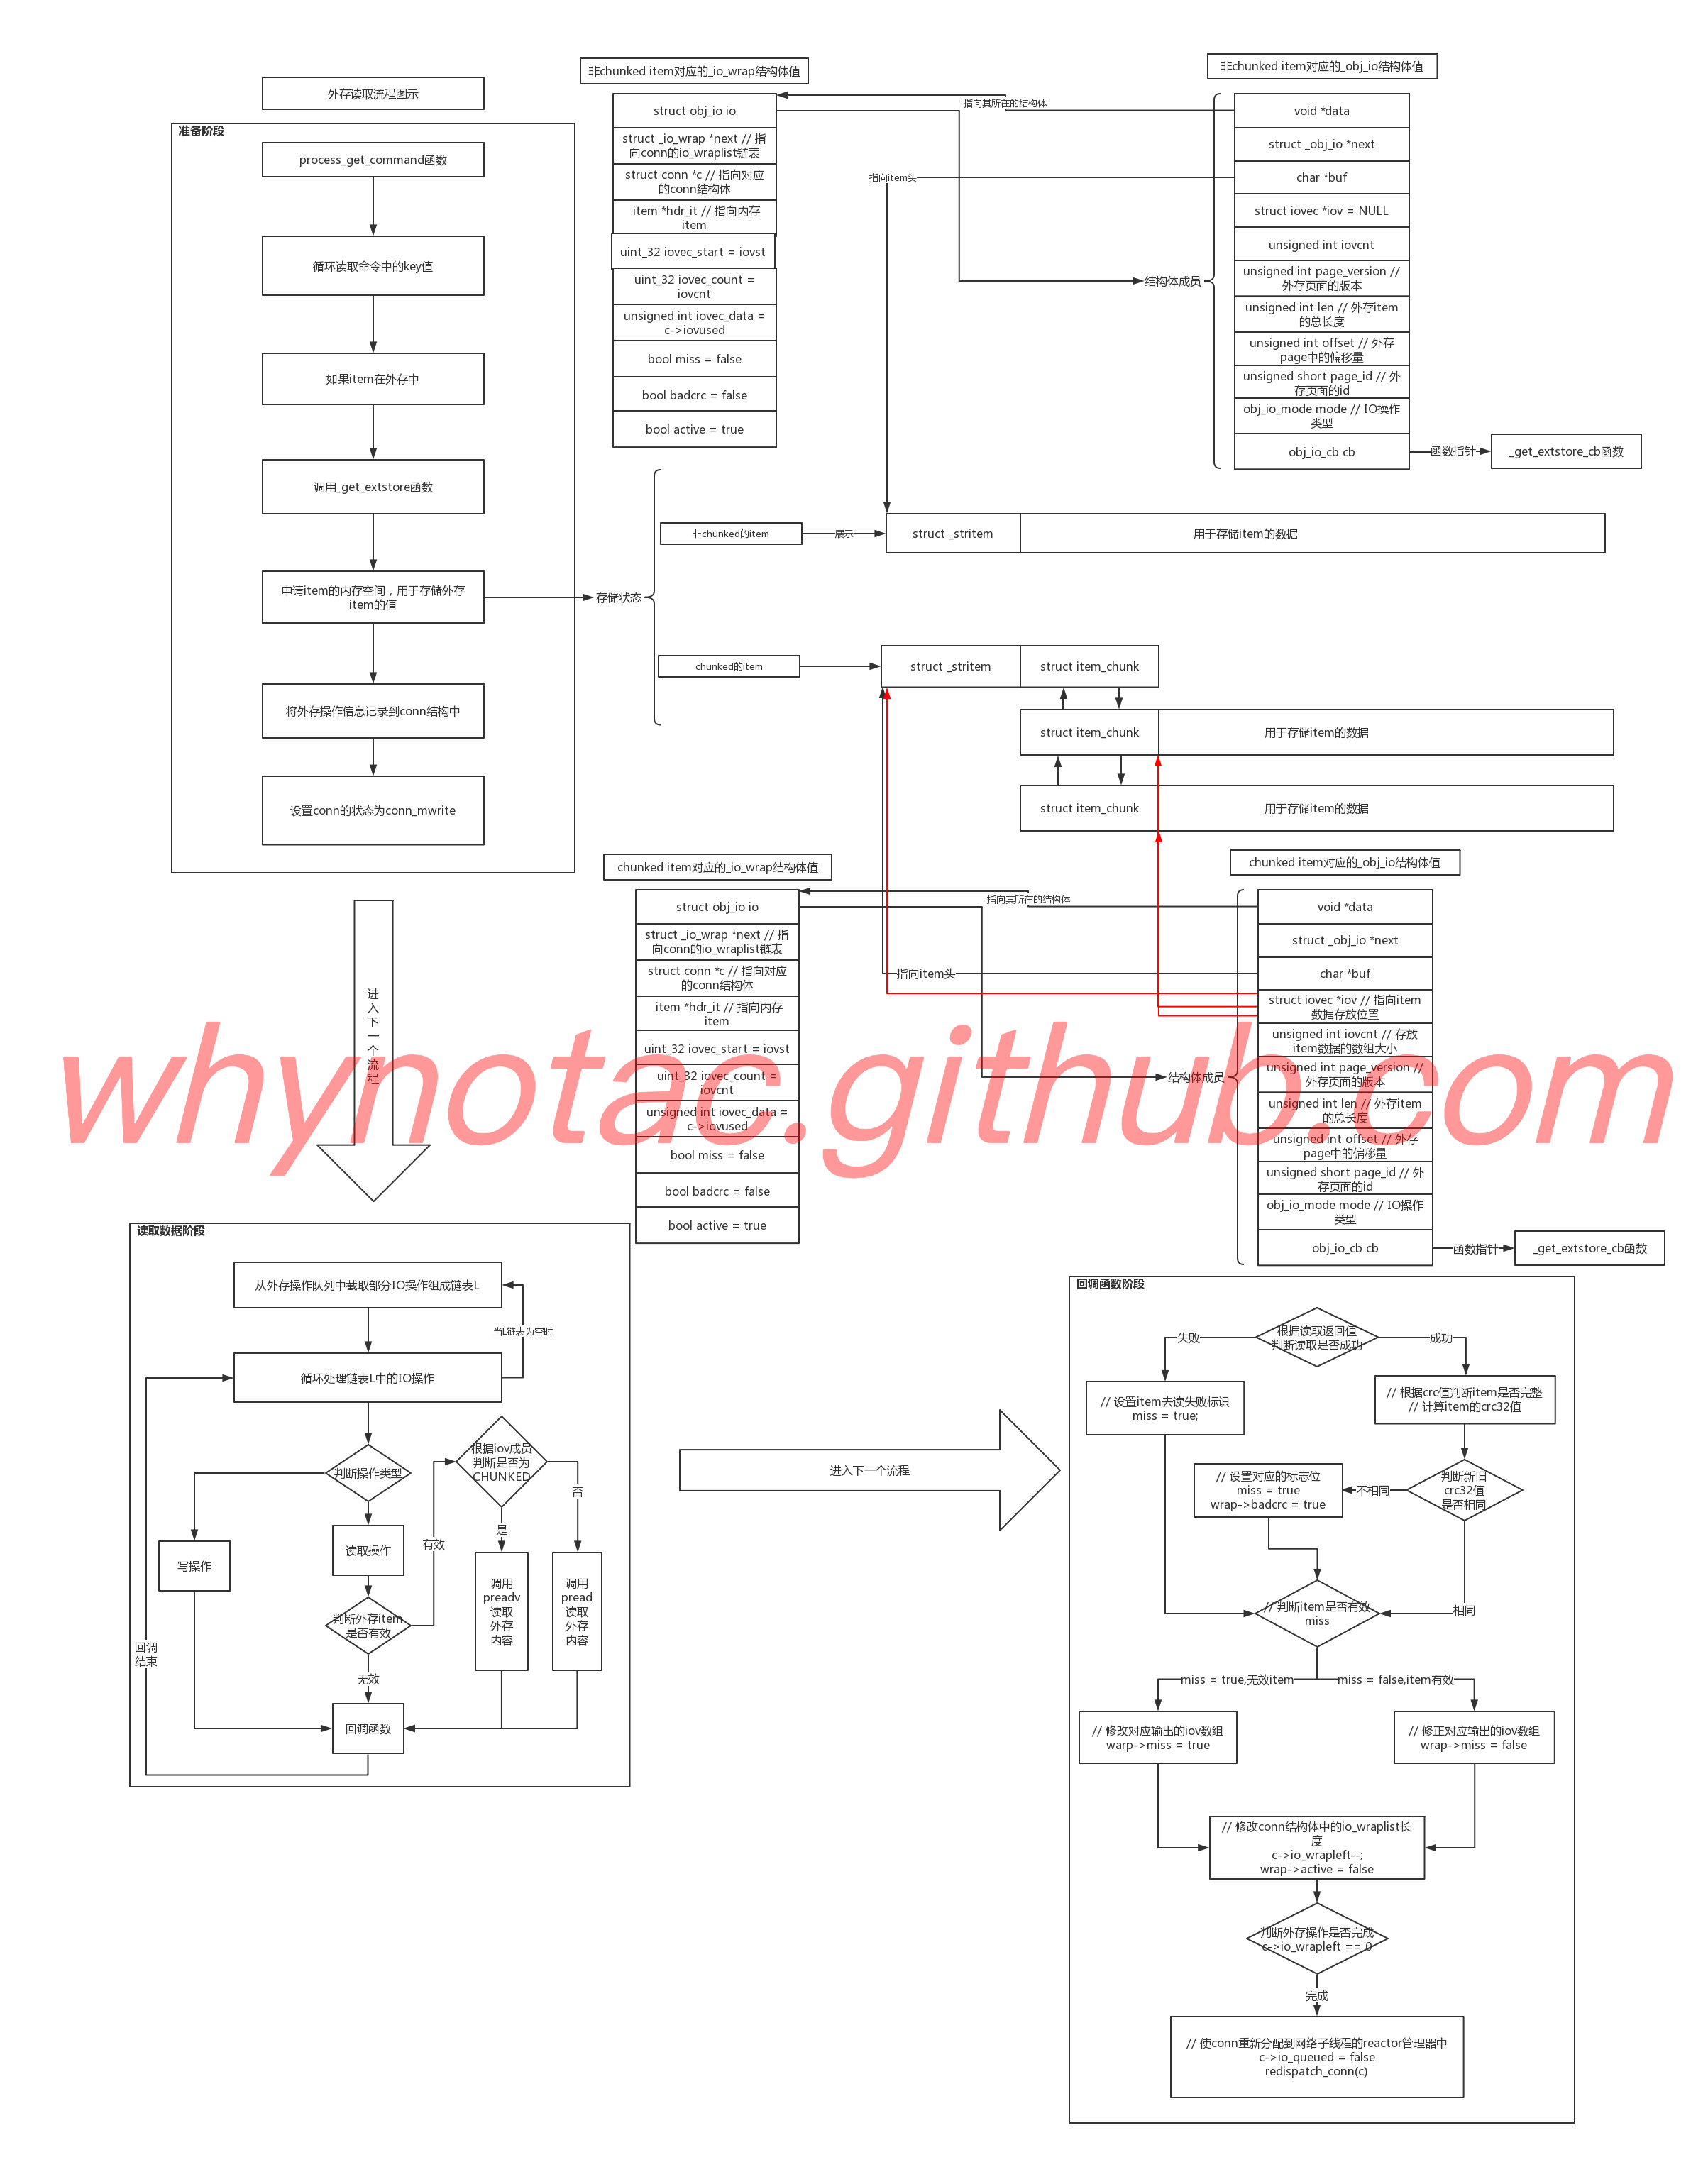 外存读取流程图示
准备阶段
process_get_command函数
循环读取命令中的key值
如果item在外存中
调用_get_extstore函数
申请item的内存空间，用于存储外存
item的值
将外存操作信息记录到conn结构中
设置conn的状态为conn_mwrite
非chunked item对应的_io_wrap结构体值
struct obj_io io
struct _io_wrap *next // 指
向conn的io_wraplist链表
struct conn *c // 指向对应
的conn结构体
item *hdr_it // 指向内存
item
uint_32 iovec_start = iovst
uint_32 iovec_count =
iovcnt
unsigned int iovec_data =
c->iovused
bool miss = false
bool badcrc = false
bool active = true
指向其所在的结构体
指向item头
结构体成员
非chunked item对应的_obj_io结构体值
void *data
struct _obj_io *next
char *buf
struct iovec *iov = NULL
unsigned int iovcnt
unsigned int page_version //
外存页面的版本
unsigned int len // 外存item
的总长度
unsigned int offset // 外存
page中的偏移量
unsigned short page_id // 外
存页面的id
obj_io_mode mode // IO操作
类型
obj_io_cb cb
函数指针
_get_extstore_cb函数
存储状态
非chunked的item
展示
struct _stritem
用于存储item的数据
chunked的item
struct _stritem
struct item_chunk
struct item_chunk
用于存储item的数据
struct item_chunk
用于存储item的数据
chunked item对应的_io_wrap结构体值
struct obj_io io
struct _io_wrap *next // 指
向conn的io_wraplist链表
struct conn *c // 指向对应
的conn结构体
item *hdr_it // 指向内存
item
uint_32 iovec_start = iovst
uint_32 iovec_count =
iovcnt
unsigned int iovec_data =
c->iovused
bool miss = false
bool badcrc = false
bool active = true
指向其所在的结构体
指向item头
结构体成员
chunked item对应的_obj_io结构体值
void *data
struct _obj_io *next
char *buf
struct iovec *iov // 指向item
数据存放位置
unsigned int iovcnt // 存放
item数据的数组大小
unsigned int page_version //
外存页面的版本
unsigned int len // 外存item
的总长度
unsigned int offset // 外存
page中的偏移量
unsigned short page_id // 外
存页面的id
obj_io_mode mode // IO操作
类型
obj_io_cb cb
函数指针
_get_extstore_cb函数
进
入
下
一
个
流
程
whynotac.github.com
读取数据阶段
从外存操作队列中截取部分IO操作组成链表L
当L链表为空时
循环处理链表L中的IO操作
判断操作类型
写操作
读取操作
判断外存item
是否有效
有效
无效
根据iov成员
判断是否为
CHUNKED
是
否
调用
preadv
读取
外存
内容
调用
pread
读取
外存
内容
回调函数
回调
结束
进入下一个流程
回调函数阶段
根据读取返回值
判断读取是否成功
失败
成功
// 设置item去读失败标识
miss = true;
// 根据crc值判断item是否完整
// 计算item的crc32值
判断新旧
crc32值
是否相同
不相同
相同
// 设置对应的标志位
miss = true
wrap->badcrc = true
// 判断item是否有效
miss
miss = true,无效item
miss = false,item有效
// 修改对应输出的iov数组
warp->miss = true
// 修正对应输出的iov数组
wrap->miss = false
// 修改conn结构体中的io_wraplist长
度
c->io_wrapleft--;
wrap->active = false
判断外存操作是否完成
c->io_wrapleft == 0
完成
// 使conn重新分配到网络子线程的reactor管理器中
c->io_queued = false
redispatch_conn(c)